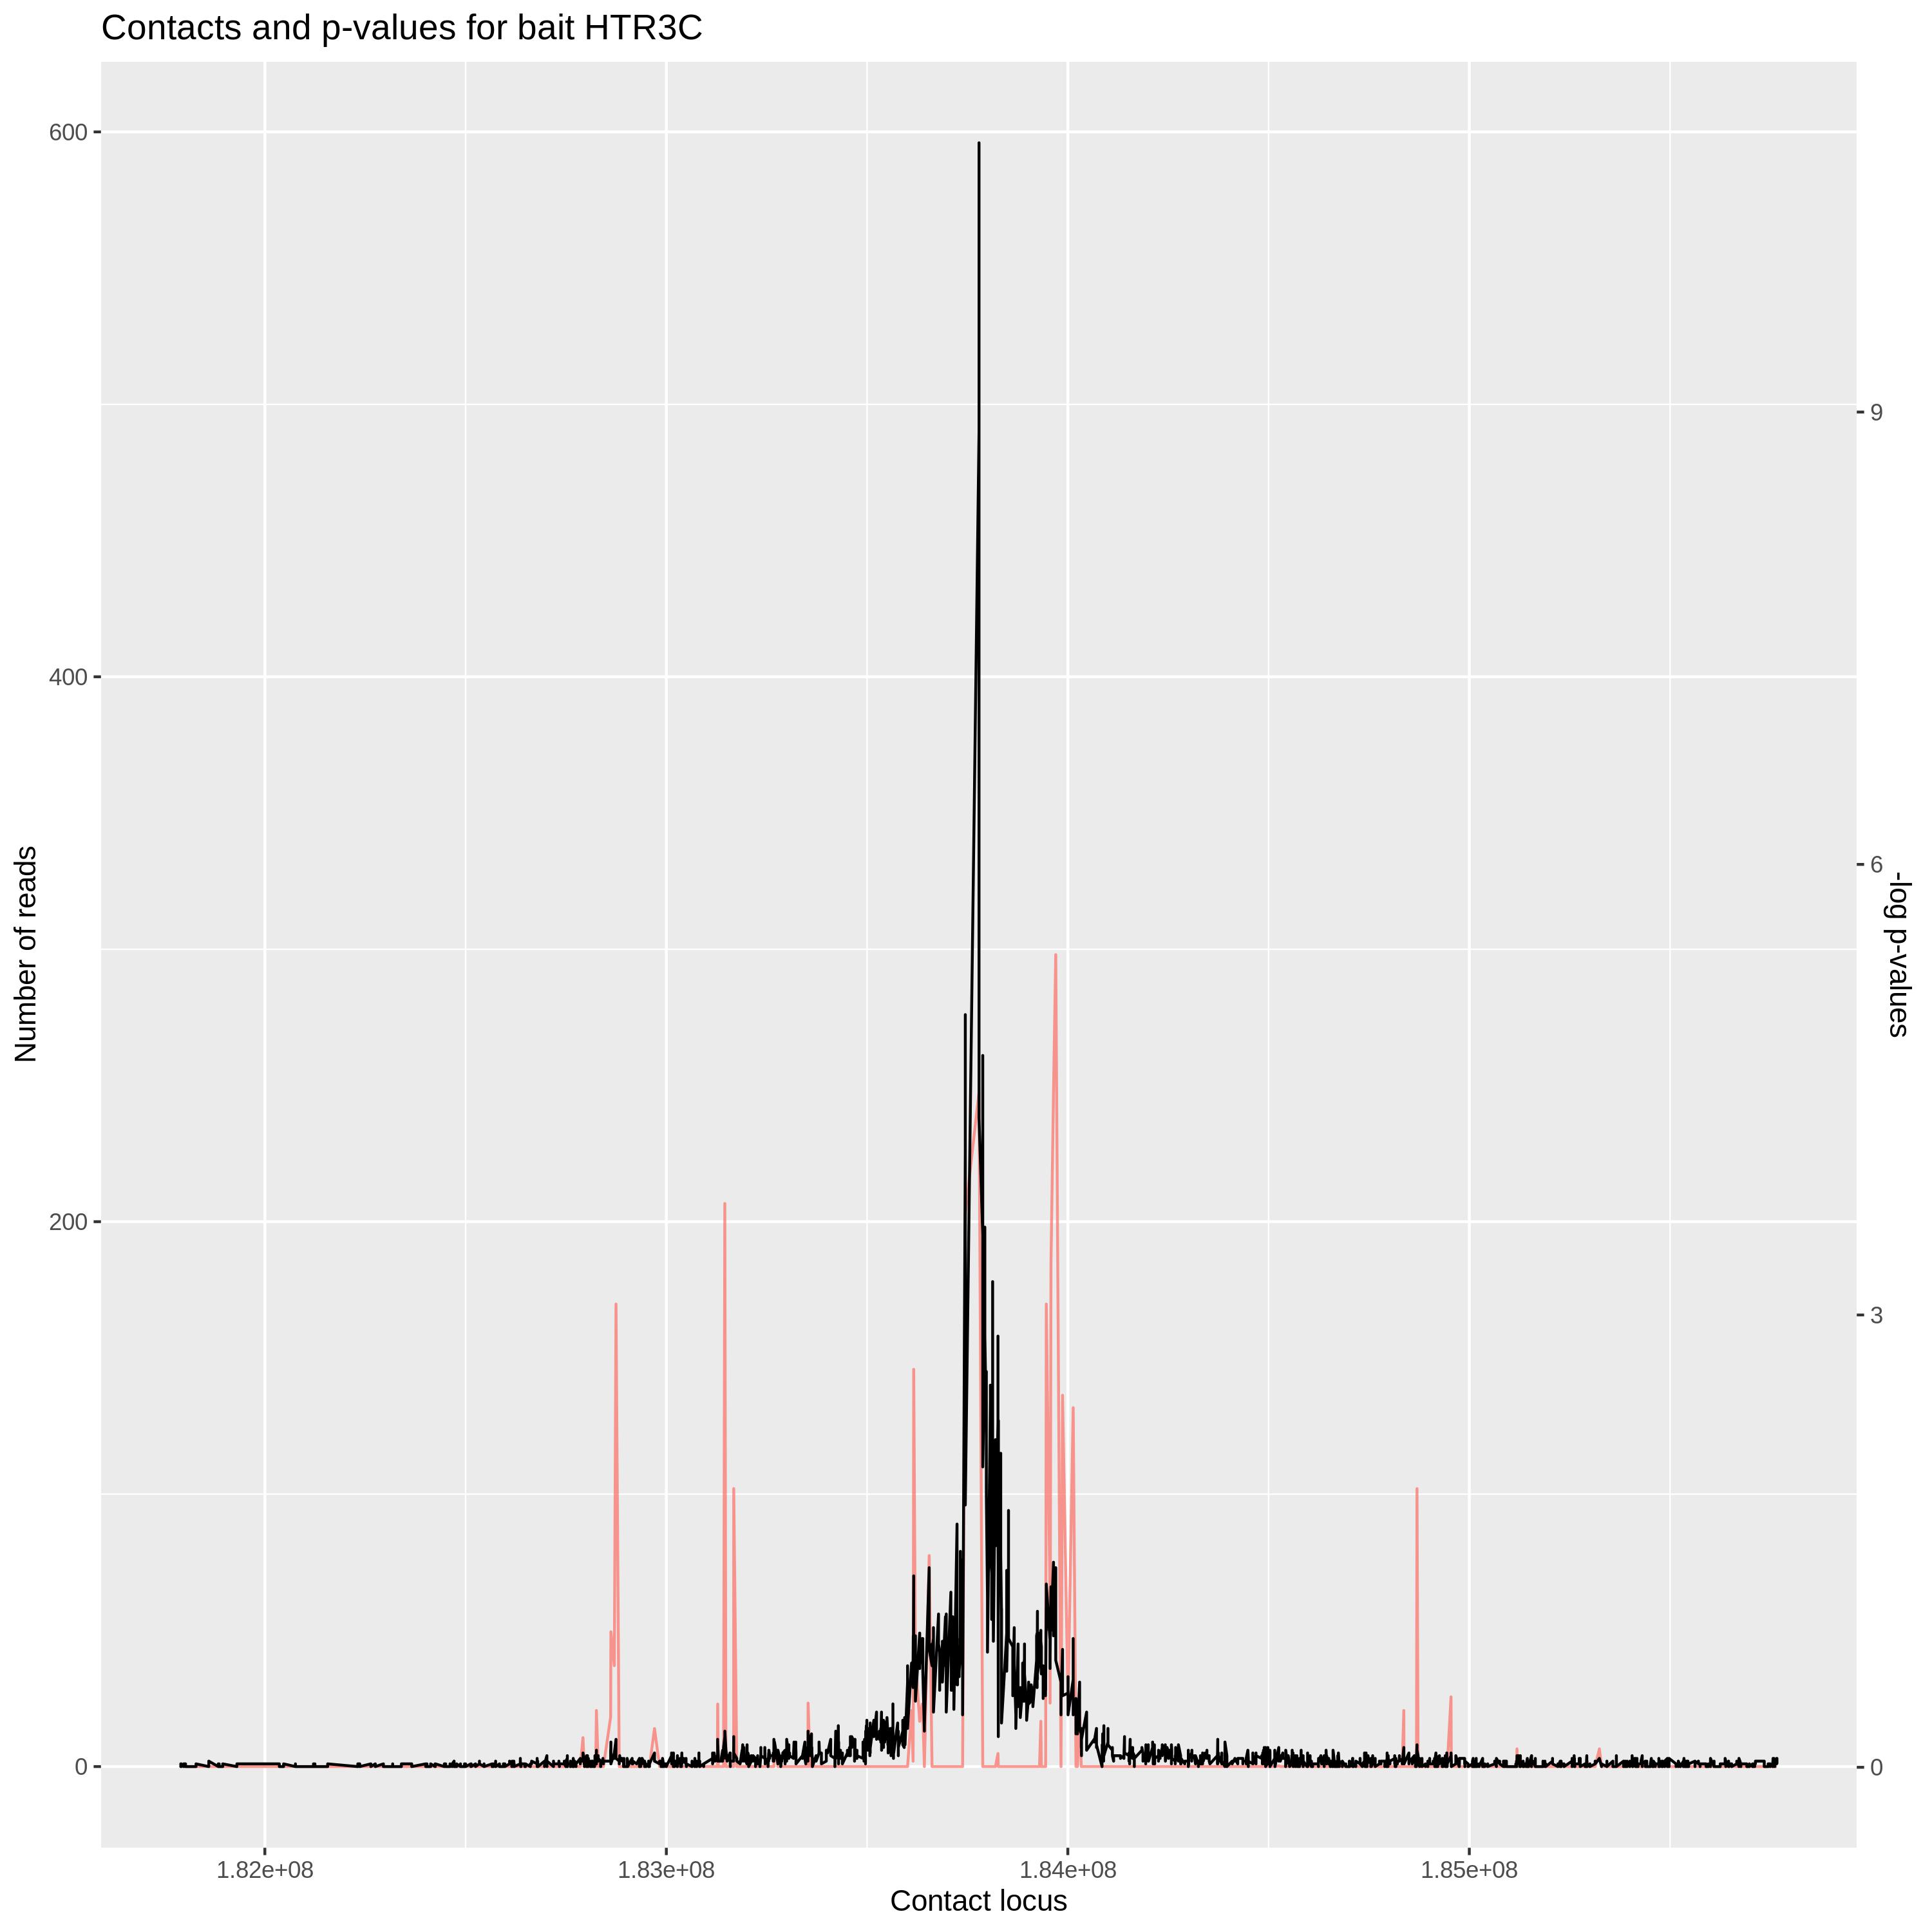 Contacts and p-values for bait HTR3C
600
400
200
0
Number of reads
9
6
3
0
-log p-values
1.82e+08
1.83e+08
1.84e+08
1.85e+08
Contact locus